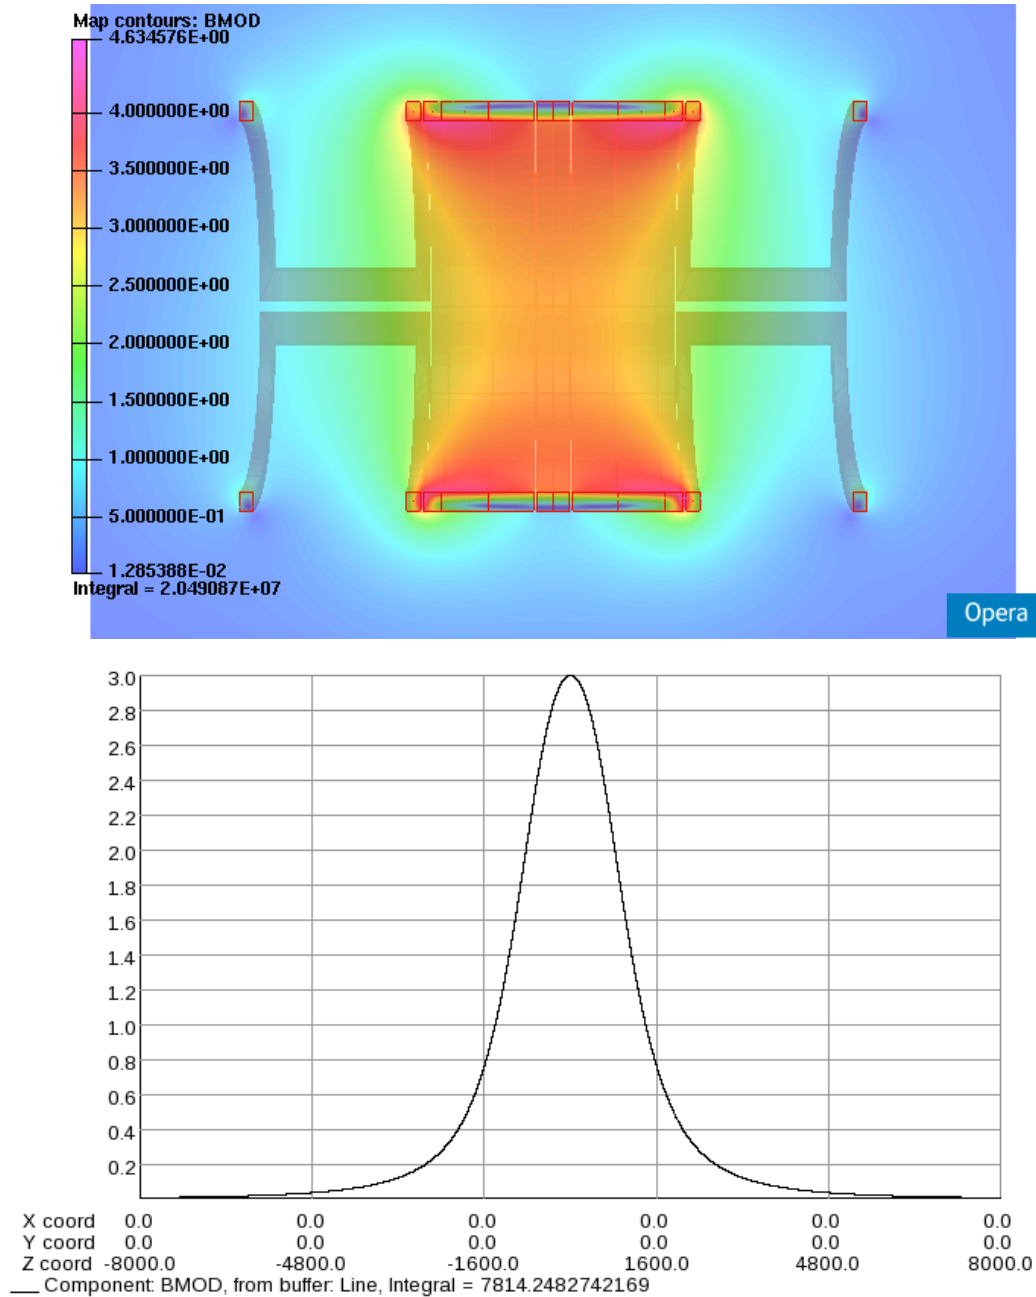 Map contours: BMOD
4.634576E+00
4.000000E+00
3.500000E+00
3.000000E+00
2.500000E+00
2.000000E+00
1.500000E+00
1.000000E+00
5.000000E-01
1.285388E-02
Integral = 2.049087E+07
Opera
3.0
2.8
2.6
2.4
2.2
2.0
1.8
1.6
1.4
1.2
1.0
0.8
0.6
0.4
0.2
X coord 0.0 0.0 0.0 0.0 0.0 0.0
Y coord 0.0 0.0 0.0 0.0 0.0 0.0
Z coord -8000.0 -4800.0 -1600.0 1600.0 4800.0 8000.0
Component: BMOD, from buffer: Line, Integral = 7814.2482742169